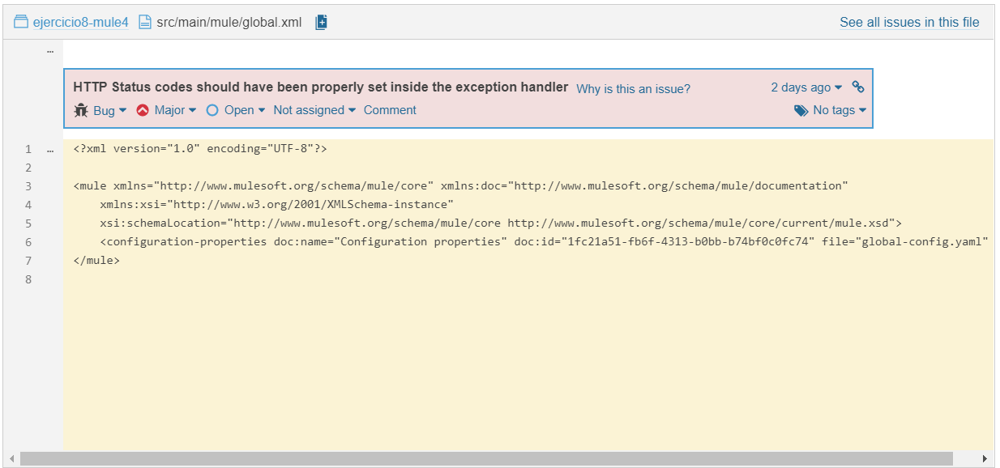 ejercicio8-mule4 src/main/mule/global.xml See all issues in this file
...
HTTP Status codes should have been properly set inside the exception handler Why is this an issue? 2 days ago
Bug Major Open Not assigned Comment No tags
1 ... <?xml version="1.0" encoding="UTF-8"?>
2
3 <mule xmlns="http://www.mulesoft.org/schema/mule/core" xmlns:doc="http://www.mulesoft.org/schema/mule/documentation"
4 xmlns:xsi="http://www.w3.org/2001/XMLSchema-instance"
5 xsi:schemaLocation="http://www.mulesoft.org/schema/mule/core http://www.mulesoft.org/schema/mule/core/current/mule.xsd">
6 <configuration-properties doc:name="Configuration properties" doc:id="1fc21a51-fb6f-4313-b0bb-b74bf0c0fc74" file="global-config.yaml"
7 </mule>
8